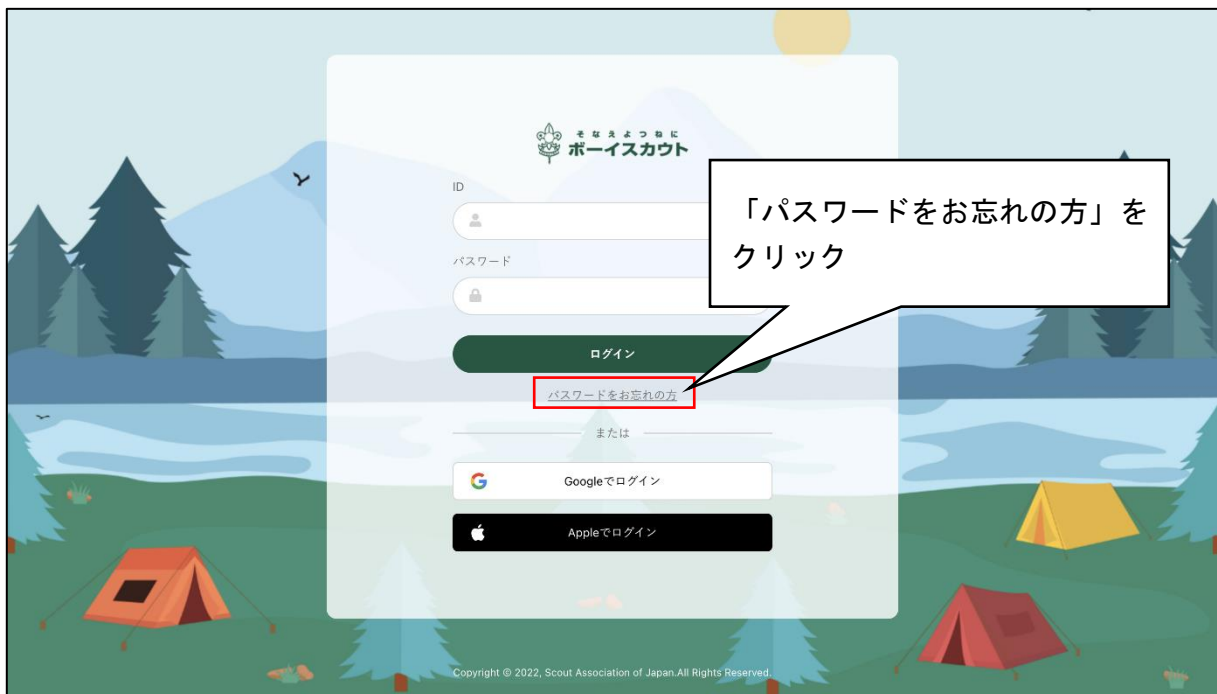 そなえよつねに
ボーイスカウト
ID
「パスワードをお忘れの方」を
クリック
パスワード
ログイン
パスワードをお忘れの方
または
Googleでログイン
Appleでログイン
Copyright © 2022, Scout Association of Japan.All Rights Reserved.